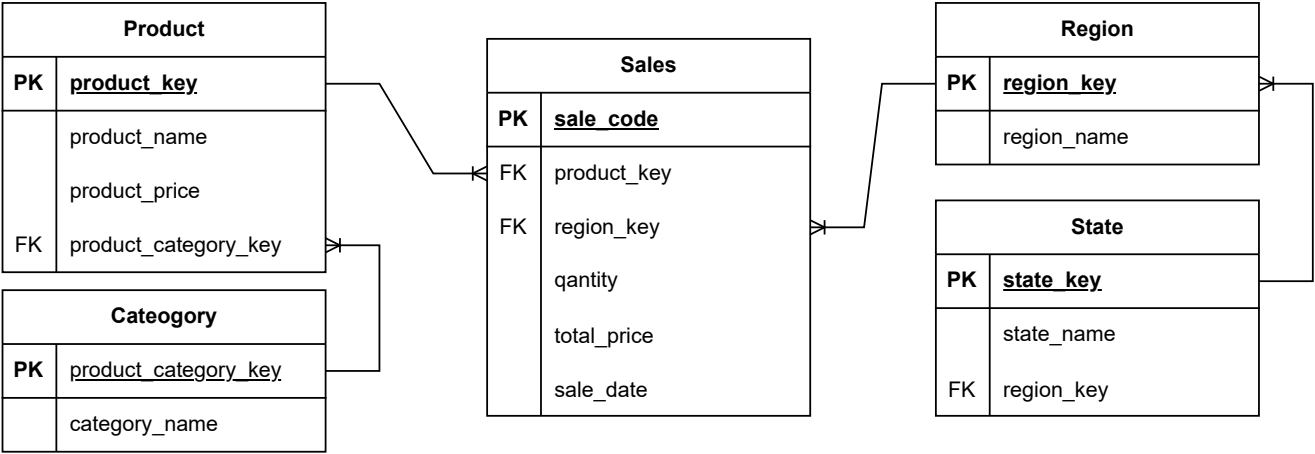 Product
PK product_key
product_name
product_price
FK product_category_key
Cateogory
PK product_category_key
category_name
Sales
PK sale_code
FK product_key
FK region_key
qantity
total_price
sale_date
Region
PK region_key
region_name
State
PK state_key
state_name
FK region_key